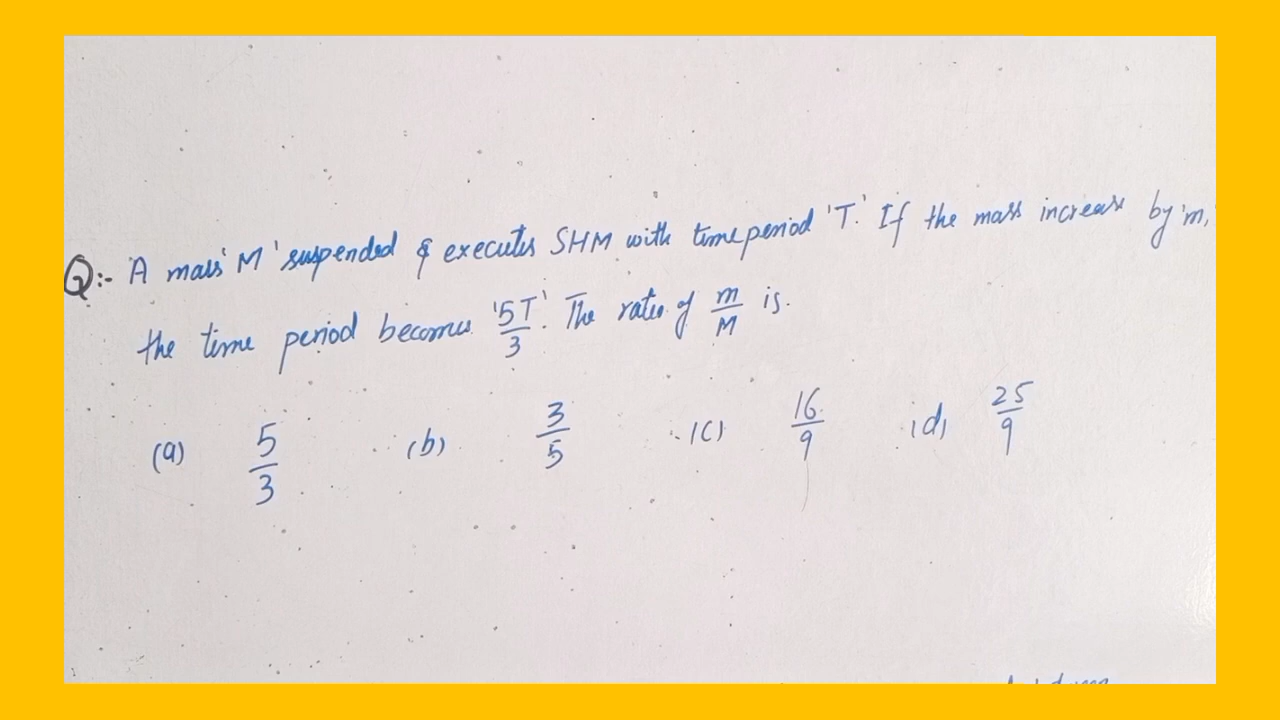 Q:- A mass 'M' suspended & executes SHM with time period 'T.' If the mass increase by 'm,'
the time period becomes '5T/3'. The ratio of m/M is.
(a) 5/3 (b) 3/5 (c) 16/9 (d) 25/9